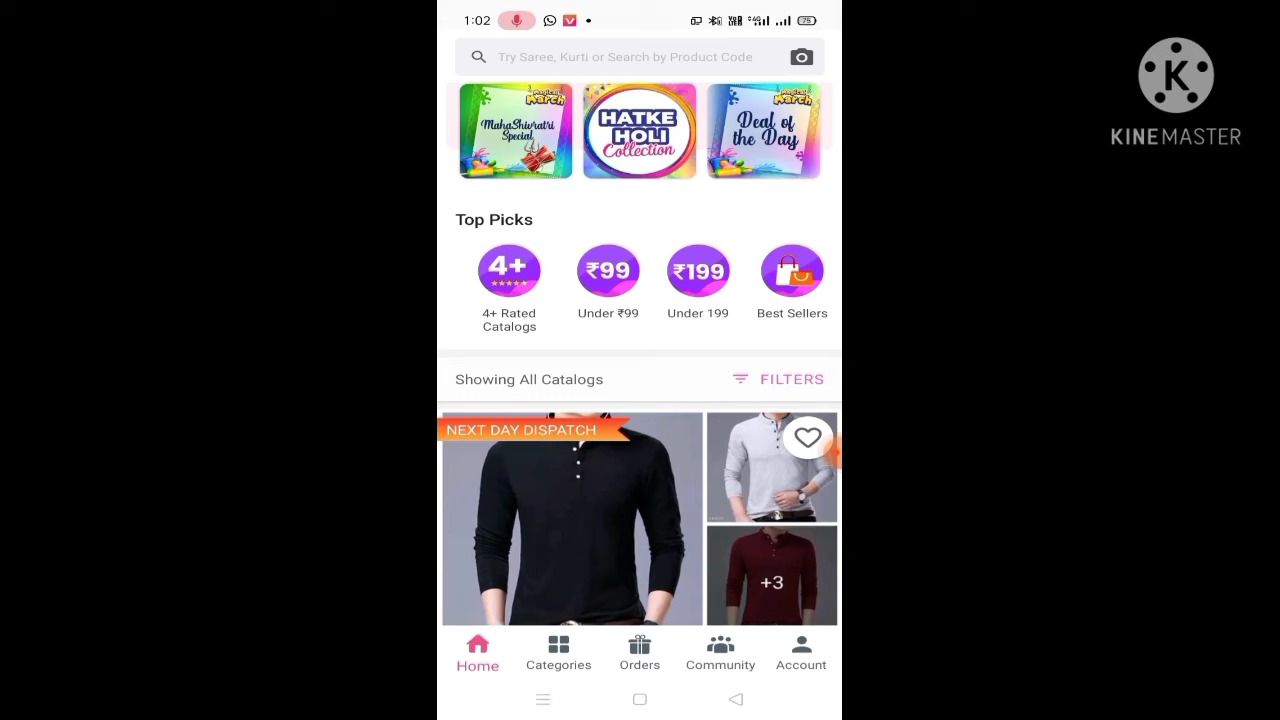 1:02
75
Try Saree, Kurti or Search by Product Code
K
KINEMASTER
Magical March
MahaShivratri
Special
HATKE
HOLI
Collection
Magical March
Deal of
the Day
Top Picks
4+
₹99
₹199
4+ Rated
Catalogs
Under ₹99
Under 199
Best Sellers
Showing All Catalogs
FILTERS
NEXT DAY DISPATCH
+3
Home
Categories
Orders
Community
Account